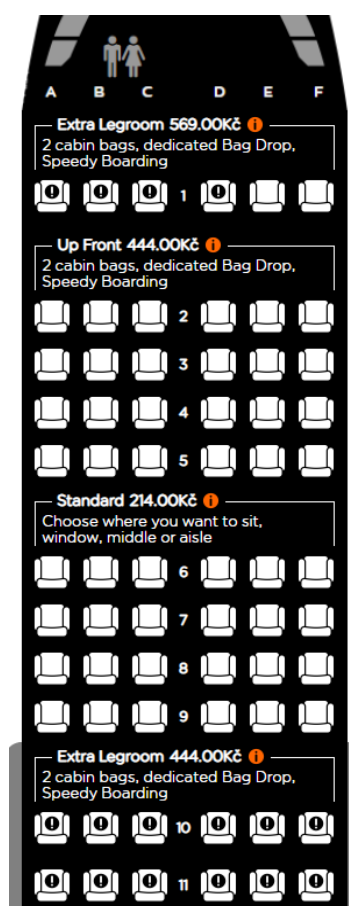 A B C D E F
Extra Legroom 569.00Kč i
2 cabin bags, dedicated Bag Drop,
Speedy Boarding
! ! ! 1 !
Up Front 444.00Kč i
2 cabin bags, dedicated Bag Drop,
Speedy Boarding
2
3
4
5
Standard 214.00Kč i
Choose where you want to sit,
window, middle or aisle
6
7
8
9
Extra Legroom 444.00Kč i
2 cabin bags, dedicated Bag Drop,
Speedy Boarding
! ! ! 10 ! ! !
! ! ! 11 ! ! !